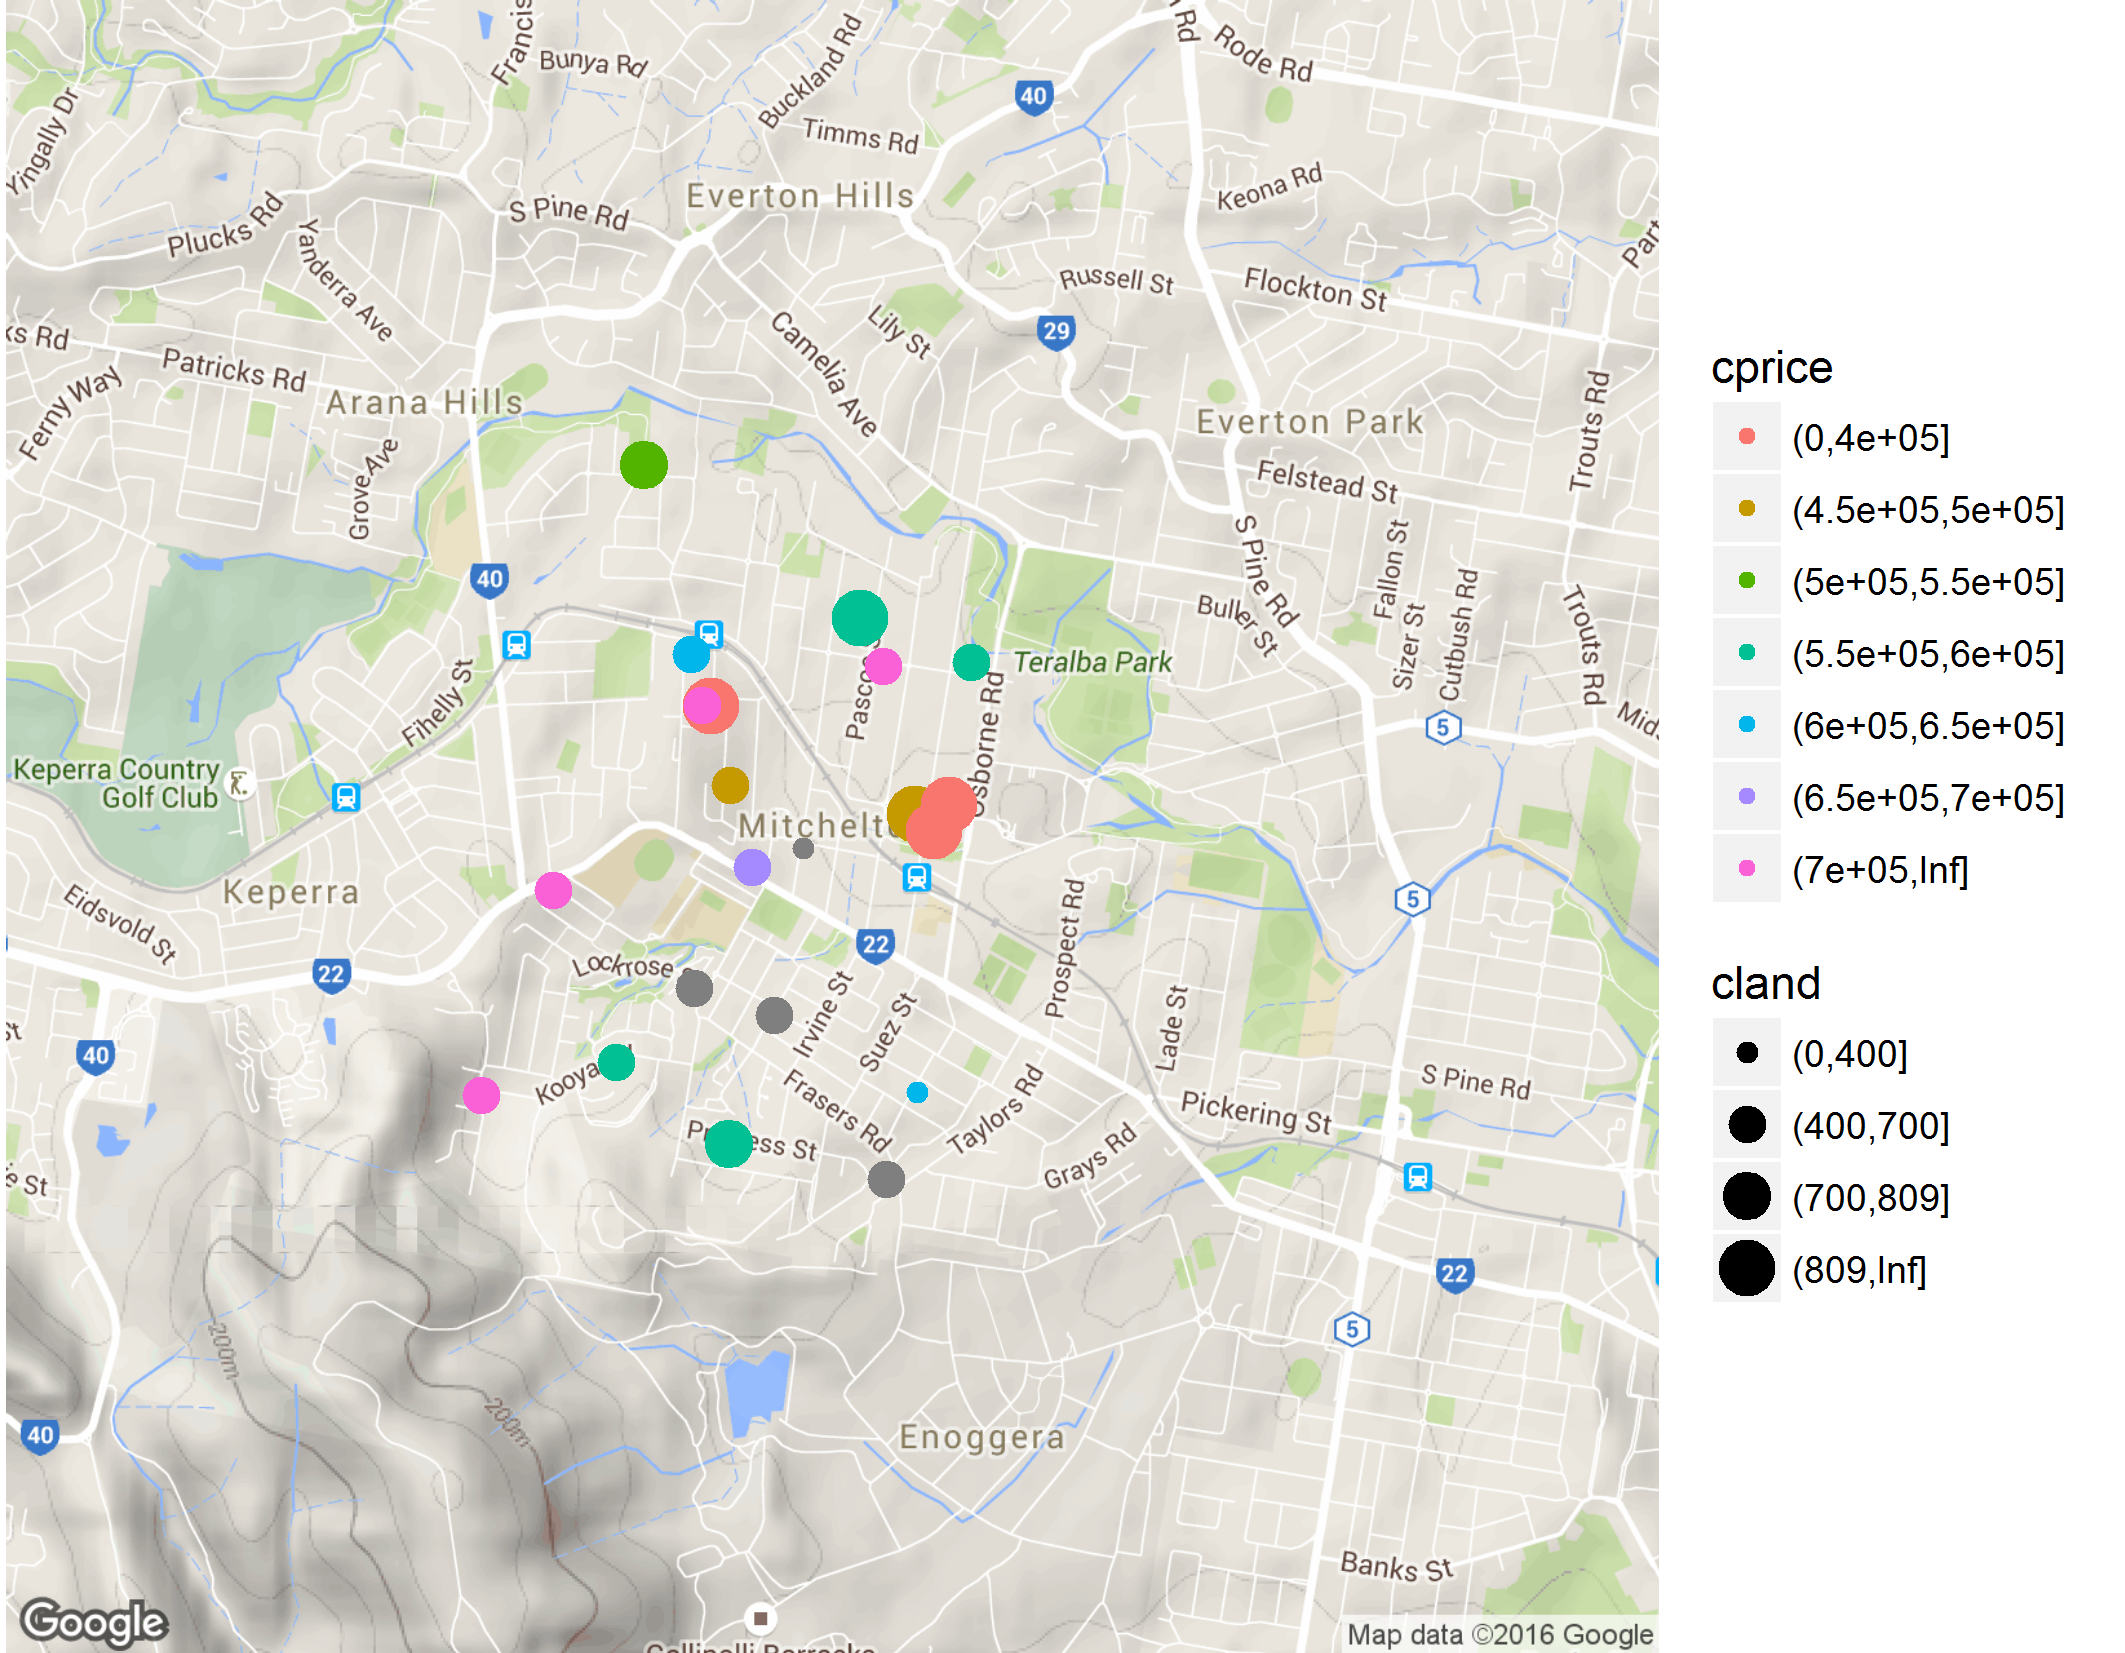 Francis
Bunya Rd
Buckland Rd
Rd
Rode Rd
40
Timms Rd
Yingally Dr
Everton Hills
Keona Rd
S Pine Rd
Plucks Rd
Yanderra Ave
Part
Russell St
Flockton St
Lily St
29
ks Rd
Patricks Rd
Camelia Ave
Ferny Way
Arana Hills
Everton Park
Trouts Rd
Grove Ave
Felstead St
S Pine Rd
Fallon St
40
Cutbush Rd
Sizer St
Buller St
Trouts Rd
Teralba Park
Fihelly St
Pasco
Osborne Rd
5
Mids
Keperra Country
Golf Club
Mitchelt
Keperra
Eidsvold St
5
Prospect Rd
22
22
Lockrose S
Irvine St
Suez St
Lade St
St
40
Kooya
Frasers Rd
Taylors Rd
S Pine Rd
Pickering St
Grays Rd
ess St
e St
22
200m
5
200m
40
Enoggera
Banks St
Gallipoli Barracks
Google
Map data ©2016 Google
cprice
(0,4e+05]
(4.5e+05,5e+05]
(5e+05,5.5e+05]
(5.5e+05,6e+05]
(6e+05,6.5e+05]
(6.5e+05,7e+05]
(7e+05,Inf]
cland
(0,400]
(400,700]
(700,809]
(809,Inf]